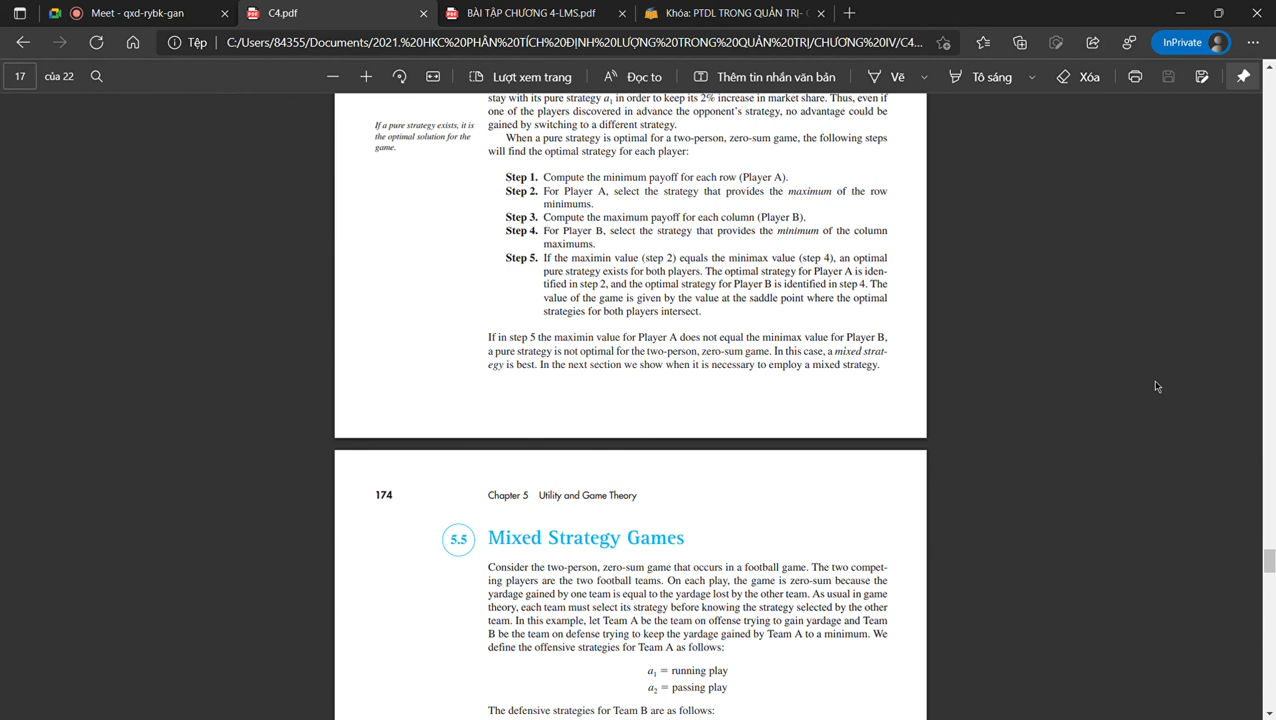 Meet - qxd-rybk-gan
C4.pdf
BÀI TẬP CHƯƠNG 4-LMS.pdf
Khóa: PTDL TRONG QUẢN TRỊ-
Tệp
C:/Users/84355/Documents/2021.%20HKC%20PHÂN%20TÍCH%20ĐỊNH%20LƯỢNG%20TRONG%20QUẢN%20TRỊ/CHƯƠNG%20IV/C4...
InPrivate
17 của 22
Lượt xem trang
Đọc to
Thêm tin nhắn văn bản
Vẽ
Tô sáng
Xóa
stay with its pure strategy a1 in order to keep its 2% increase in market share. Thus, even if
one of the players discovered in advance the opponent's strategy, no advantage could be
gained by switching to a different strategy.
If a pure strategy exists, it is
the optimal solution for the
game.
When a pure strategy is optimal for a two-person, zero-sum game, the following steps
will find the optimal strategy for each player:
Step 1. Compute the minimum payoff for each row (Player A).
Step 2. For Player A, select the strategy that provides the maximum of the row
minimums.
Step 3. Compute the maximum payoff for each column (Player B).
Step 4. For Player B, select the strategy that provides the minimum of the column
maximums.
Step 5. If the maximin value (step 2) equals the minimax value (step 4), an optimal
pure strategy exists for both players. The optimal strategy for Player A is iden-
tified in step 2, and the optimal strategy for Player B is identified in step 4. The
value of the game is given by the value at the saddle point where the optimal
strategies for both players intersect.
If in step 5 the maximin value for Player A does not equal the minimax value for Player B,
a pure strategy is not optimal for the two-person, zero-sum game. In this case, a mixed strat-
egy is best. In the next section we show when it is necessary to employ a mixed strategy.
174 Chapter 5 Utility and Game Theory
5.5 Mixed Strategy Games
Consider the two-person, zero-sum game that occurs in a football game. The two compet-
ing players are the two football teams. On each play, the game is zero-sum because the
yardage gained by one team is equal to the yardage lost by the other team. As usual in game
theory, each team must select its strategy before knowing the strategy selected by the other
team. In this example, let Team A be the team on offense trying to gain yardage and Team
B be the team on defense trying to keep the yardage gained by Team A to a minimum. We
define the offensive strategies for Team A as follows:
a1 = running play
a2 = passing play
The defensive strategies for Team B are as follows: